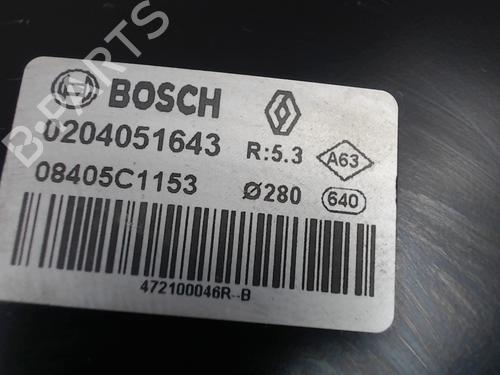 BOSCH
0204051643 R:5.3 A63
08405C1153 Ø280 640
472100046R--B
B-PARTS